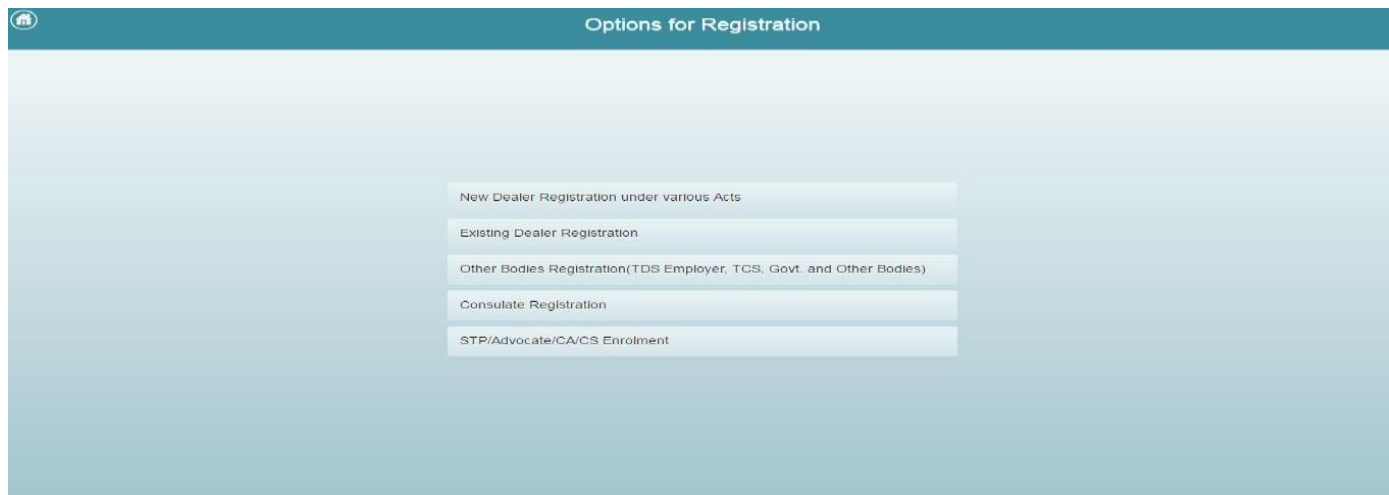 Options for Registration
New Dealer Registration under various Acts
Existing Dealer Registration
Other Bodies Registration(TDS Employer, TCS, Govt. and Other Bodies)
Consulate Registration
STP/Advocate/CA/CS Enrolment